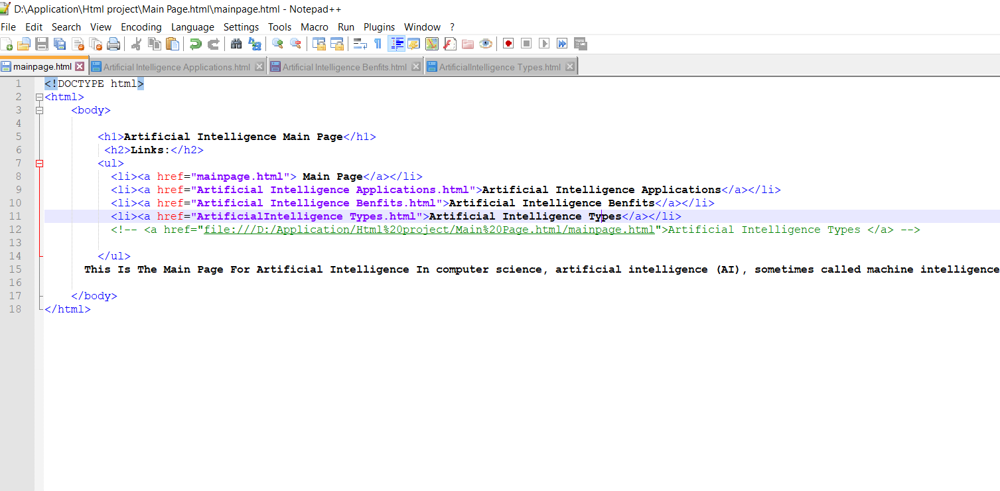 D:\Application\Html project\Main Page.html\mainpage.html - Notepad++
File Edit Search View Encoding Language Settings Tools Macro Run Plugins Window ?
mainpage.html Artificial Intelligence Applications.html Artificial Intelligence Benfits.html ArtificialIntelligence Types.html
1 <!DOCTYPE html>
2 <html>
3 <body>
4
5 <h1>Artificial Intelligence Main Page</h1>
6 <h2>Links:</h2>
7 <ul>
8 <li><a href="mainpage.html"> Main Page</a></li>
9 <li><a href="Artificial Intelligence Applications.html">Artificial Intelligence Applications</a></li>
10 <li><a href="Artificial Intelligence Benfits.html">Artificial Intelligence Benfits</a></li>
11 <li><a href="ArtificialIntelligence Types.html">Artificial Intelligence Types</a></li>
12 <!-- <a href="file:///D:/Application/Html%20project/Main%20Page.html/mainpage.html">Artificial Intelligence Types </a> -->
13
14 </ul>
15 This Is The Main Page For Artificial Intelligence In computer science, artificial intelligence (AI), sometimes called machine intelligence
16
17 </body>
18 </html>